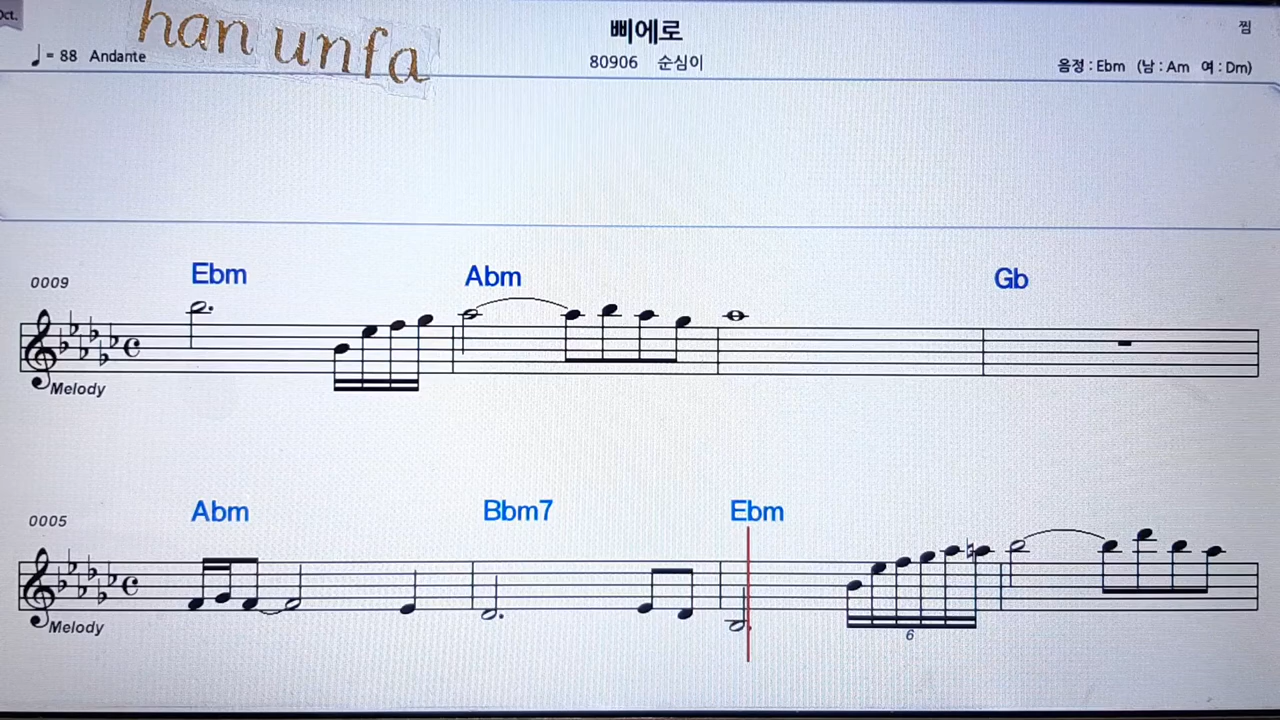 Oct.
han unfa
삐에로
찜
♩= 88 Andante
80906 순심이
음정 : Ebm (남 : Am 여 : Dm)
0009
Ebm
Abm
Gb
Melody
0005
Abm
Bbm7
Ebm
Melody
6